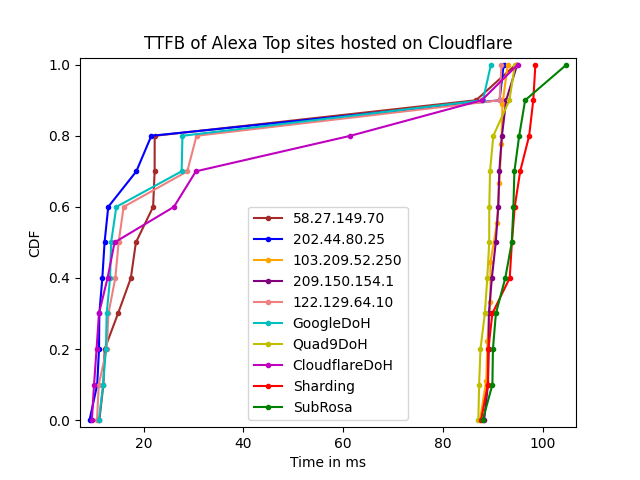 TTFB of Alexa Top sites hosted on Cloudflare
CDF
1.0
0.8
0.6
0.4
0.2
0.0
58.27.149.70
202.44.80.25
103.209.52.250
209.150.154.1
122.129.64.10
GoogleDoH
Quad9DoH
CloudflareDoH
Sharding
SubRosa
20 40 60 80 100
Time in ms